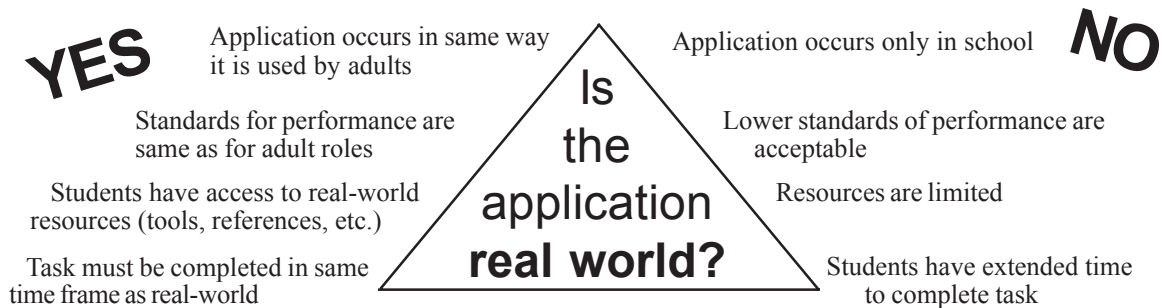 YES
Application occurs in same way
it is used by adults
Standards for performance are
same as for adult roles
Students have access to real-world
resources (tools, references, etc.)
Task must be completed in same
time frame as real-world
Is
the
application
real world?
NO
Application occurs only in school
Lower standards of performance are
acceptable
Resources are limited
Students have extended time
to complete task